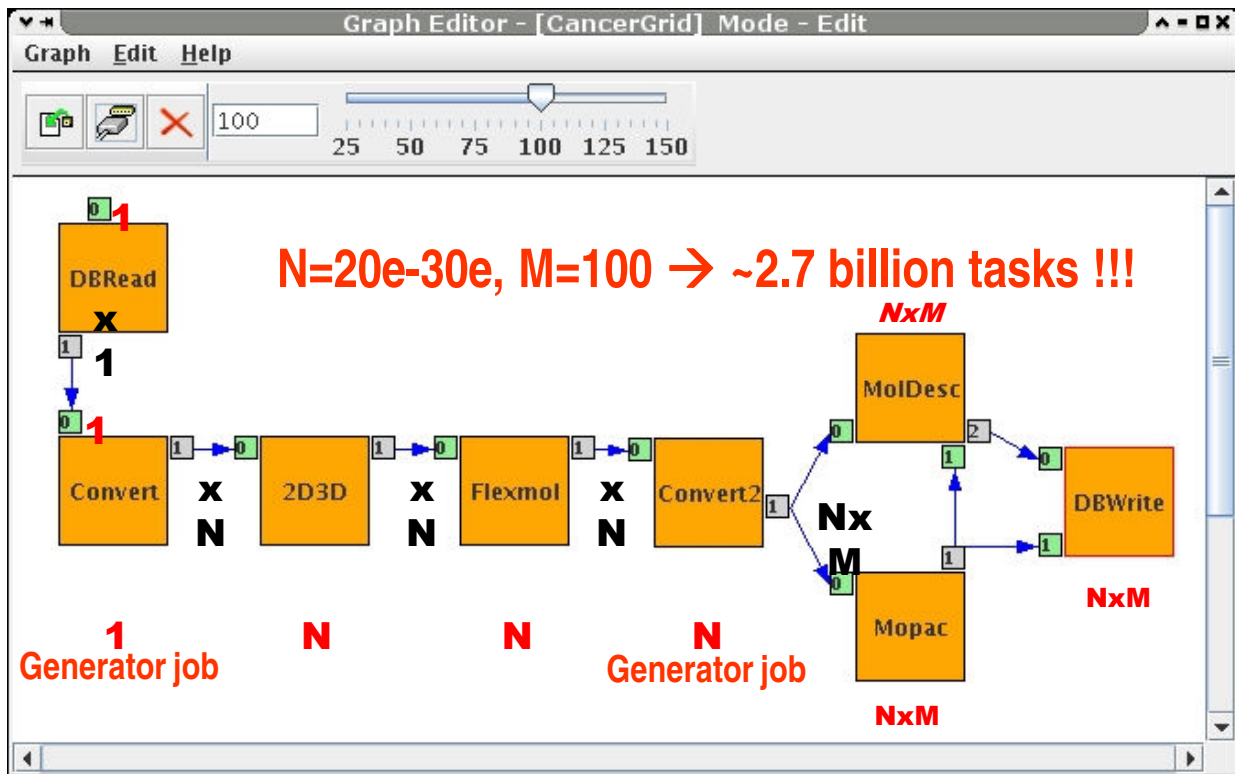 Graph Editor - [CancerGrid] Mode - Edit
Graph Edit Help
100
25 50 75 100 125 150
0 1
DBRead
N=20e-30e, M=100 → ~2.7 billion tasks !!!
x
1 1
NxM
MolDesc
0 1
0 2
1
Convert
1 0
x
N
2D3D
1 0
x
N
Flexmol
1 0
x
N
Convert2
1
Nx
M
0
DBWrite
1
1
0
Mopac
NxM
1
Generator job
N
N
N
Generator job
NxM